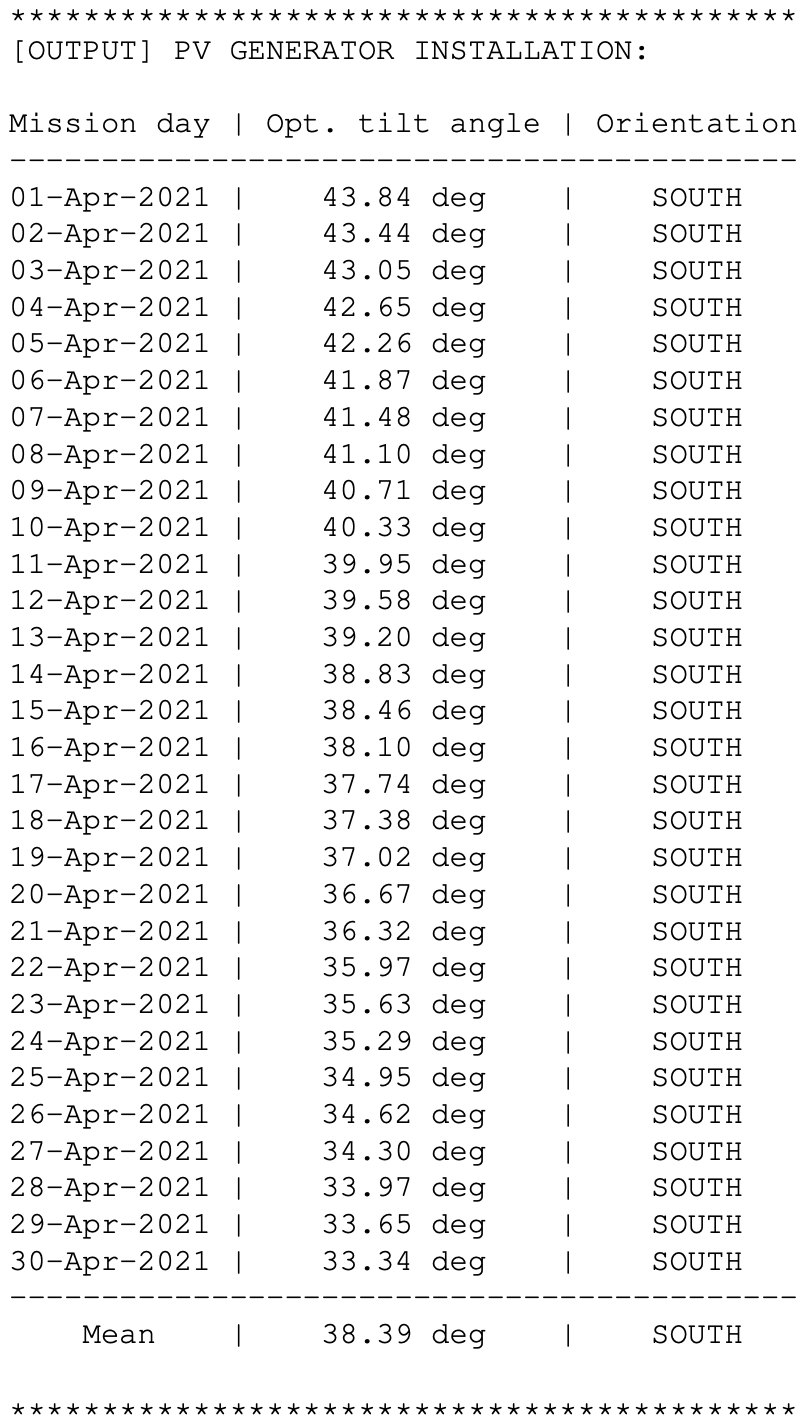 *******************************************
[OUTPUT] PV GENERATOR INSTALLATION:
Mission day | Opt. tilt angle | Orientation
-------------------------------------------
01-Apr-2021 |    43.84 deg    |    SOUTH
02-Apr-2021 |    43.44 deg    |    SOUTH
03-Apr-2021 |    43.05 deg    |    SOUTH
04-Apr-2021 |    42.65 deg    |    SOUTH
05-Apr-2021 |    42.26 deg    |    SOUTH
06-Apr-2021 |    41.87 deg    |    SOUTH
07-Apr-2021 |    41.48 deg    |    SOUTH
08-Apr-2021 |    41.10 deg    |    SOUTH
09-Apr-2021 |    40.71 deg    |    SOUTH
10-Apr-2021 |    40.33 deg    |    SOUTH
11-Apr-2021 |    39.95 deg    |    SOUTH
12-Apr-2021 |    39.58 deg    |    SOUTH
13-Apr-2021 |    39.20 deg    |    SOUTH
14-Apr-2021 |    38.83 deg    |    SOUTH
15-Apr-2021 |    38.46 deg    |    SOUTH
16-Apr-2021 |    38.10 deg    |    SOUTH
17-Apr-2021 |    37.74 deg    |    SOUTH
18-Apr-2021 |    37.38 deg    |    SOUTH
19-Apr-2021 |    37.02 deg    |    SOUTH
20-Apr-2021 |    36.67 deg    |    SOUTH
21-Apr-2021 |    36.32 deg    |    SOUTH
22-Apr-2021 |    35.97 deg    |    SOUTH
23-Apr-2021 |    35.63 deg    |    SOUTH
24-Apr-2021 |    35.29 deg    |    SOUTH
25-Apr-2021 |    34.95 deg    |    SOUTH
26-Apr-2021 |    34.62 deg    |    SOUTH
27-Apr-2021 |    34.30 deg    |    SOUTH
28-Apr-2021 |    33.97 deg    |    SOUTH
29-Apr-2021 |    33.65 deg    |    SOUTH
30-Apr-2021 |    33.34 deg    |    SOUTH
-------------------------------------------
    Mean    |    38.39 deg    |    SOUTH
*******************************************